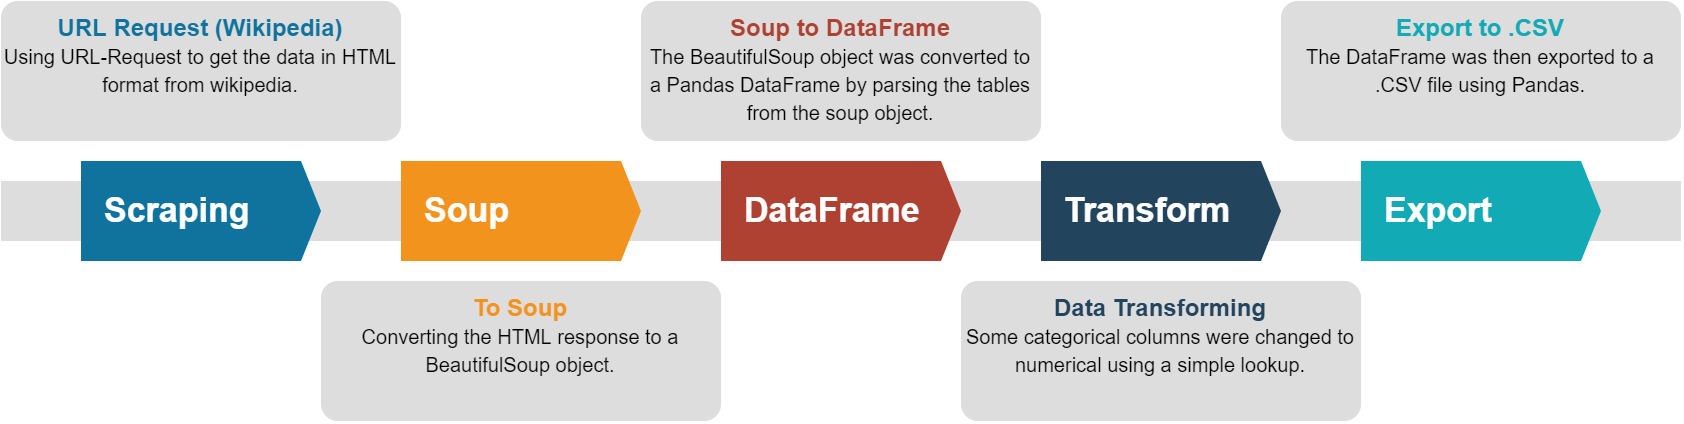 URL Request (Wikipedia)
Using URL-Request to get the data in HTML
format from wikipedia.
Soup to DataFrame
The BeautifulSoup object was converted to
a Pandas DataFrame by parsing the tables
from the soup object.
Export to .CSV
The DataFrame was then exported to a
.CSV file using Pandas.
Scraping
Soup
DataFrame
Transform
Export
To Soup
Converting the HTML response to a
BeautifulSoup object.
Data Transforming
Some categorical columns were changed to
numerical using a simple lookup.